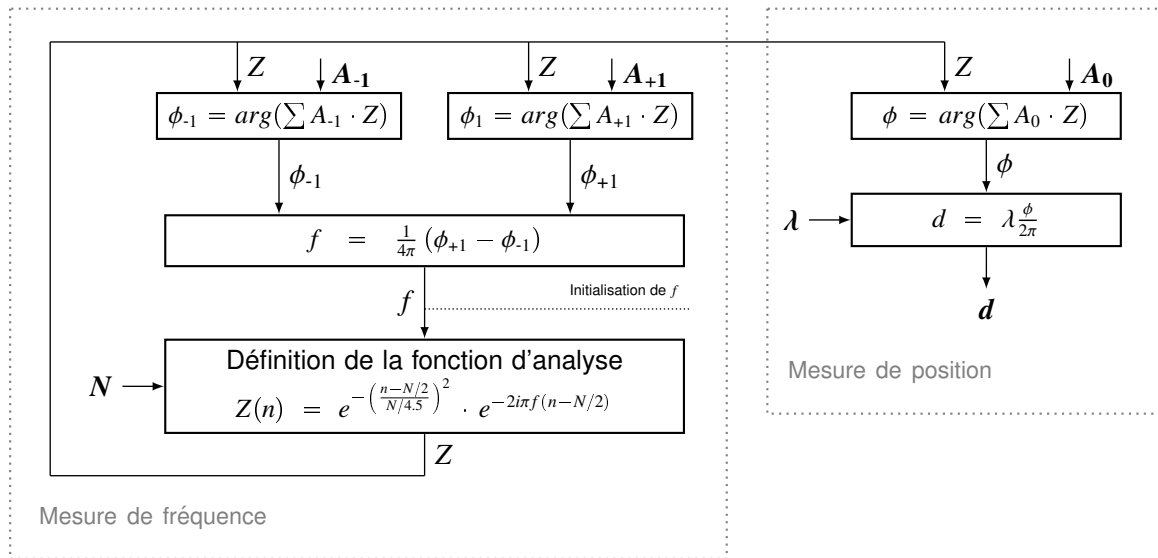 Z A₋₁ Z A₊₁ Z A₀
ϕ₋₁ = arg(∑ A₋₁ · Z) ϕ₁ = arg(∑ A₊₁ · Z) ϕ = arg(∑ A₀ · Z)
ϕ₋₁ ϕ₊₁ ϕ
λ d = λ ϕ/2π
f = 1/4π (ϕ₊₁ − ϕ₋₁)
Initialisation de f
f d
Définition de la fonction d'analyse
Mesure de position
N Z(n) = e^{−((n−N/2)/(N/4.5))²} · e^{−2iπf(n−N/2)}
Z
Mesure de fréquence